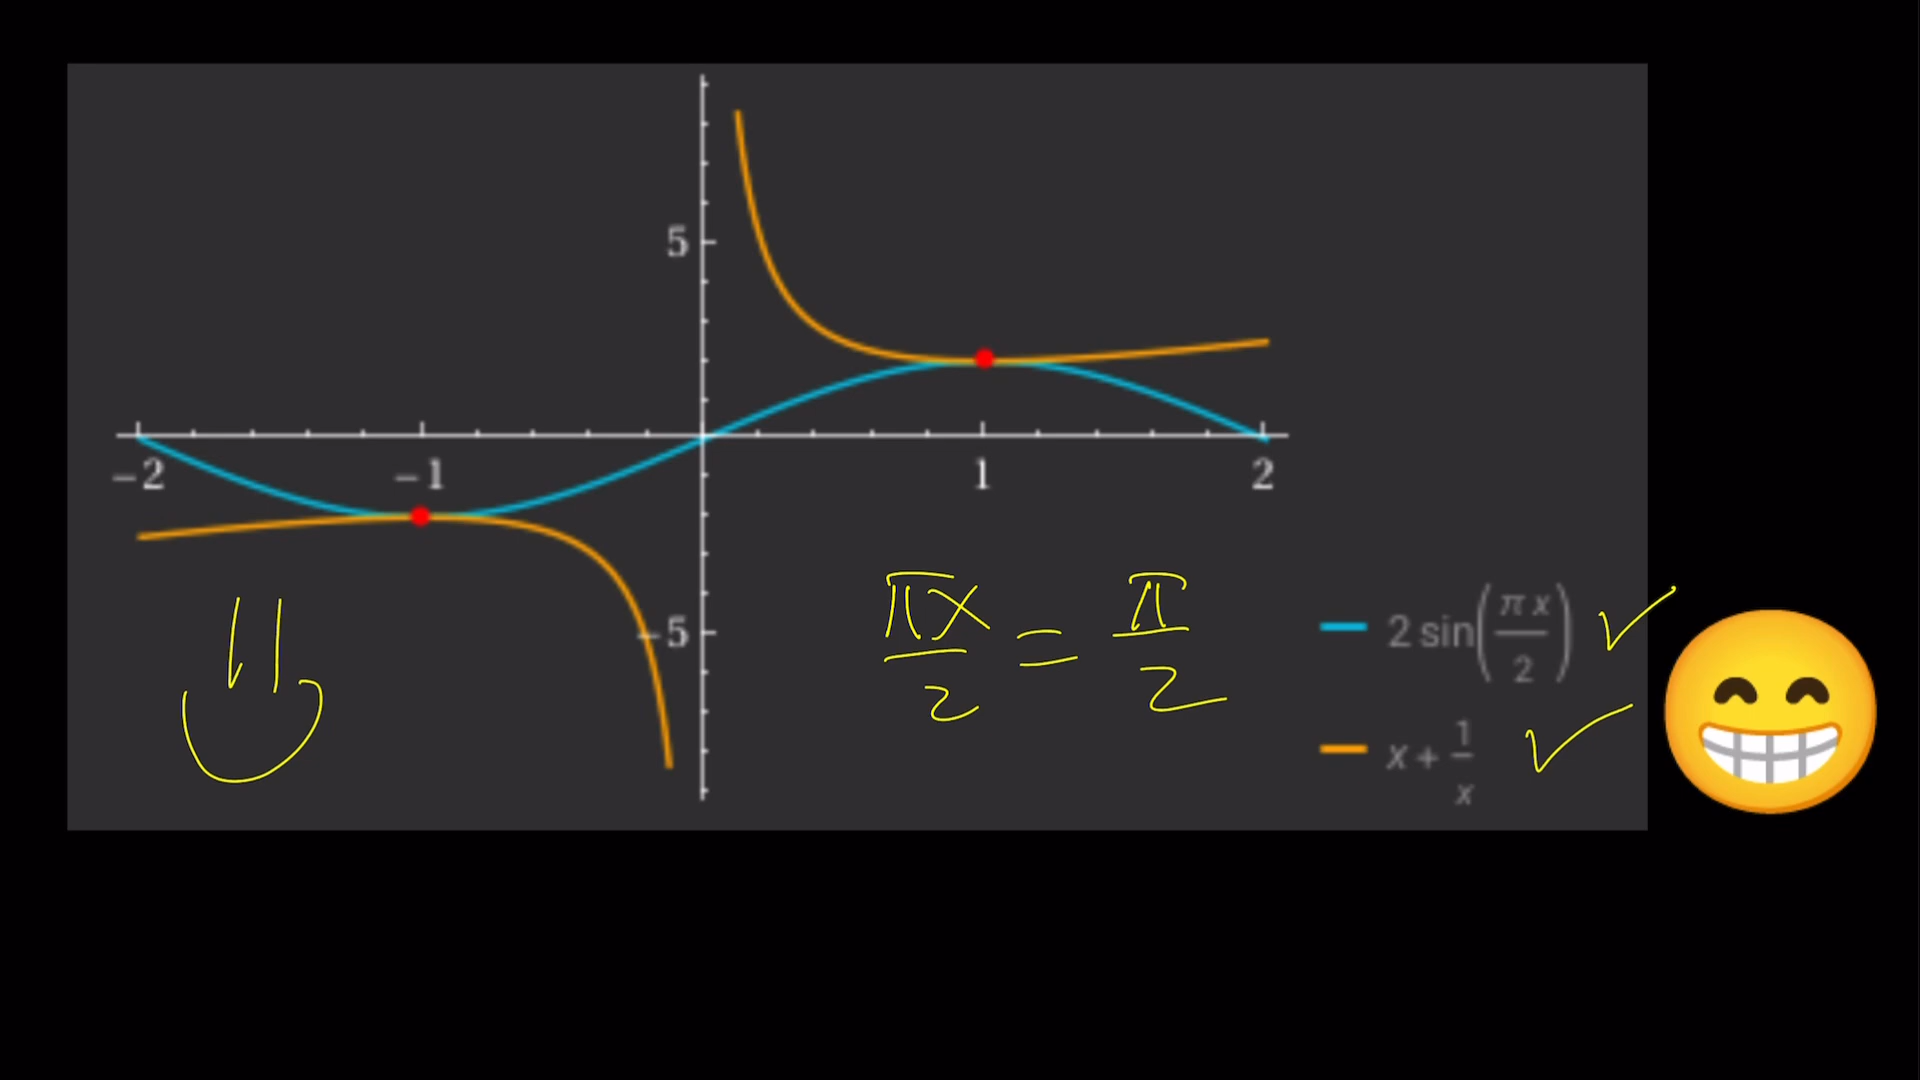 5
−2
−1
1
2
−5
πx/2 = π/2
2 sin(πx/2) ✓
x + 1/x ✓